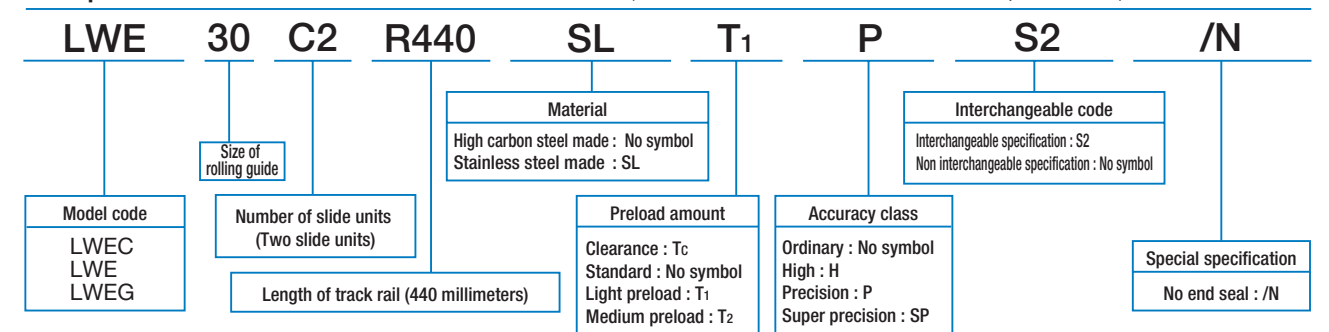 LWE 30 C2 R440 SL T1 P S2 /N
Material
High carbon steel made : No symbol
Stainless steel made : SL
Interchangeable code
Interchangeable specification : S2
Non interchangeable specification : No symbol
Size of
rolling guide
Model code
LWEC
LWE
LWEG
Number of slide units
(Two slide units)
Length of track rail (440 millimeters)
Preload amount
Clearance : Tc
Standard : No symbol
Light preload : T1
Medium preload : T2
Accuracy class
Ordinary : No symbol
High : H
Precision : P
Super precision : SP
Special specification
No end seal : /N